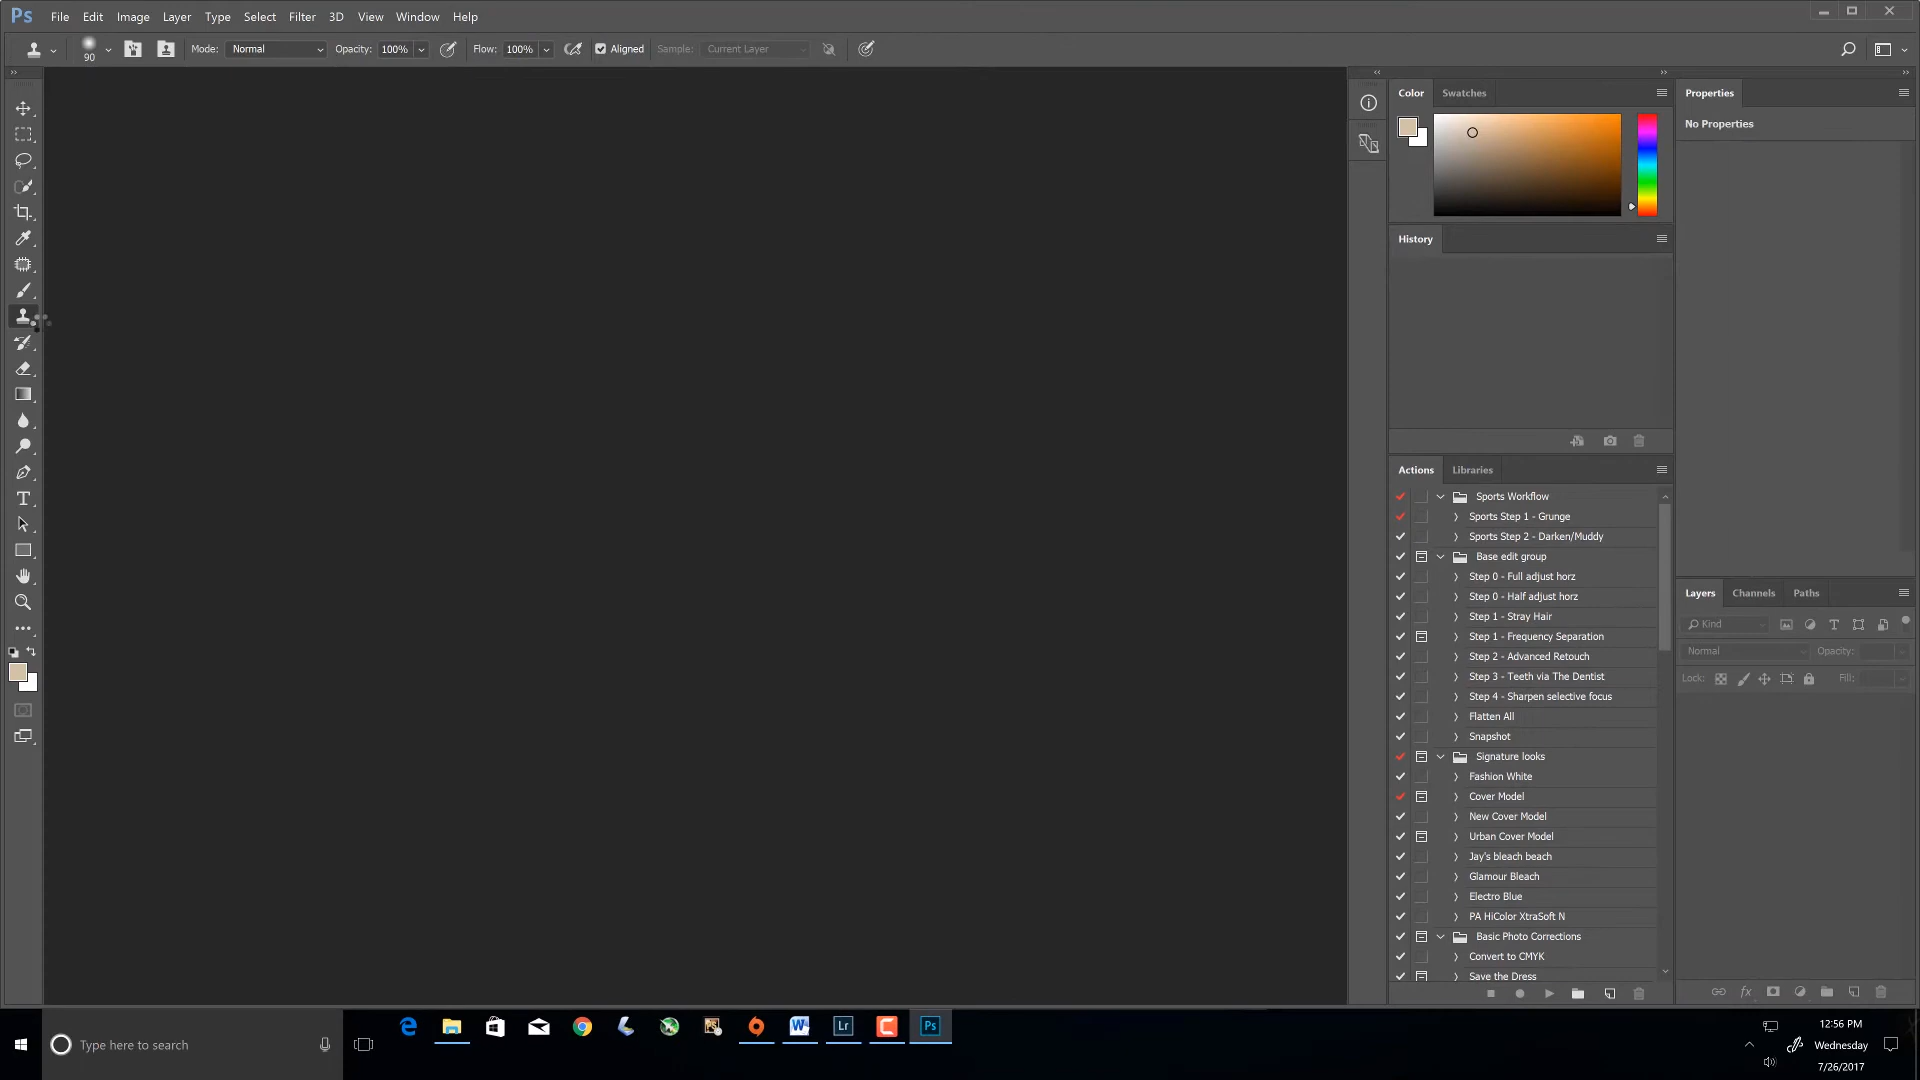 Ps File Edit Image Layer Type Select Filter 3D View Window Help
90 Mode: Normal Opacity: 100% Flow: 100% Aligned Sample: Current Layer
Color Swatches
Properties
No Properties
History
Actions Libraries
Sports Workflow
Sports Step 1 - Grunge
Sports Step 2 - Darken/Muddy
Base edit group
Step 0 - Full adjust horz
Step 0 - Half adjust horz
Step 1 - Stray Hair
Step 1 - Frequency Separation
Step 2 - Advanced Retouch
Step 3 - Teeth via The Dentist
Step 4 - Sharpen selective focus
Flatten All
Snapshot
Signature looks
Fashion White
Cover Model
New Cover Model
Urban Cover Model
Jay's bleach beach
Glamour Bleach
Electro Blue
PA HiColor XtraSoft N
Basic Photo Corrections
Convert to CMYK
Save the Dress
Layers Channels Paths
Kind
Normal Opacity:
Lock: Fill:
fx
Type here to search
Lr
Ps
12:56 PM
Wednesday
7/26/2017